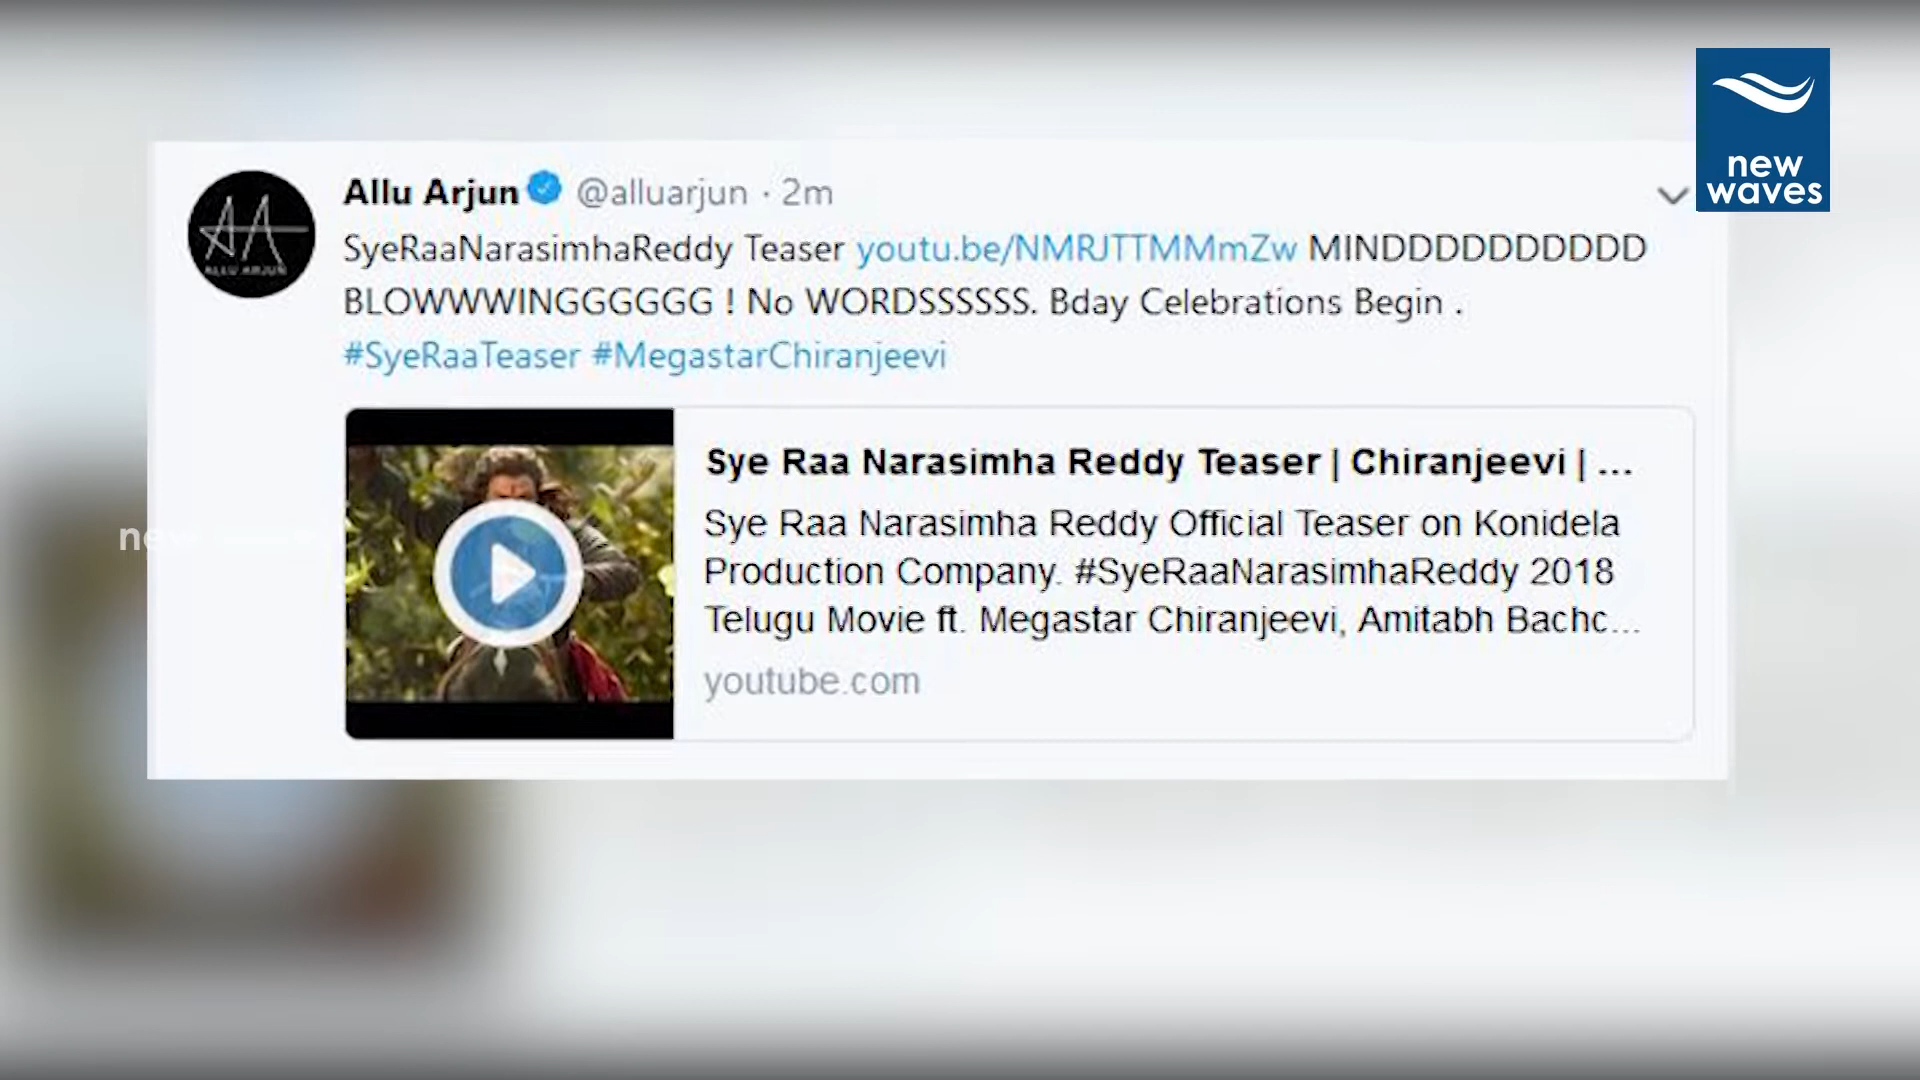 new
waves
Allu Arjun @alluarjun · 2m
SyeRaaNarasimhaReddy Teaser youtu.be/NMRJTTMMmZw MINDDDDDDDDDD
BLOWWWINGGGGGG ! No WORDSSSSSS. Bday Celebrations Begin .
#SyeRaaTeaser #MegastarChiranjeevi
ALLU ARJUN
Sye Raa Narasimha Reddy Teaser | Chiranjeevi | ...
Sye Raa Narasimha Reddy Official Teaser on Konidela
Production Company. #SyeRaaNarasimhaReddy 2018
Telugu Movie ft. Megastar Chiranjeevi, Amitabh Bachc...
youtube.com